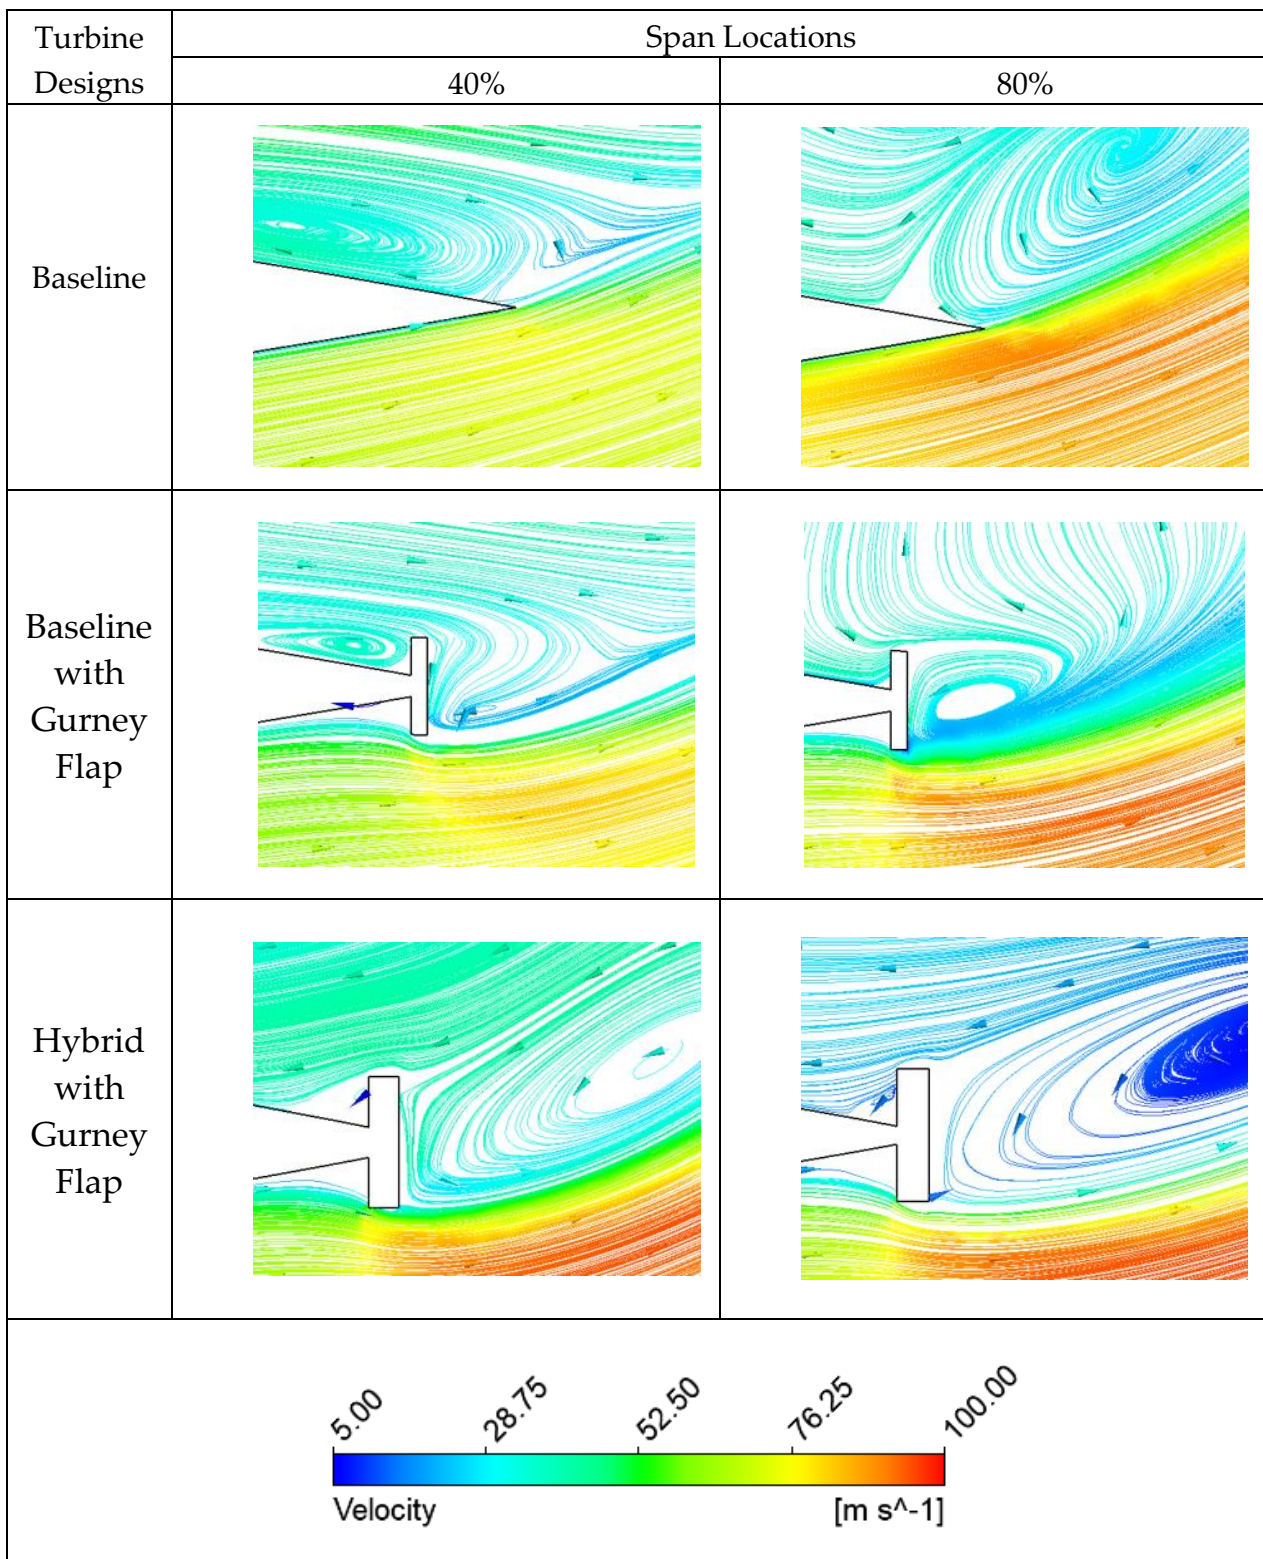 Turbine
Designs
Span Locations
40%
80%
Baseline
Baseline
with
Gurney
Flap
Hybrid
with
Gurney
Flap
5.00
28.75
52.50
76.25
100.00
Velocity
[m s^-1]